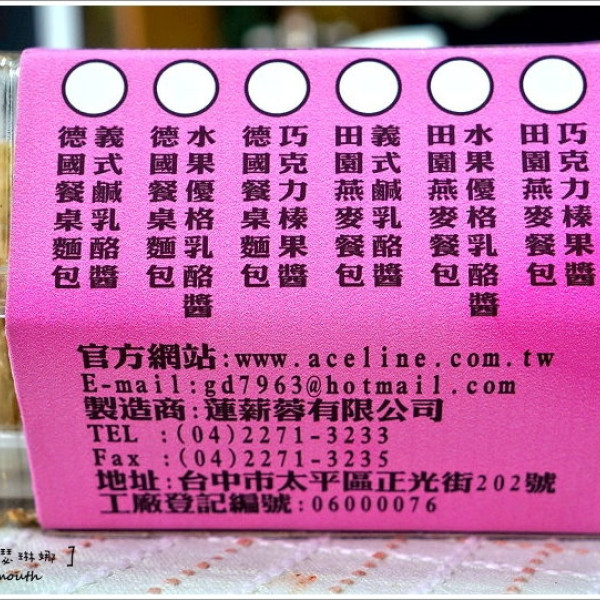 義式鹹乳酪醬
德國餐桌麵包
水果優格乳酪醬
德國餐桌麵包
巧克力榛果醬
德國餐桌麵包
義式鹹乳酪醬
田園燕麥餐包
水果優格乳酪醬
田園燕麥餐包
巧克力榛果醬
田園燕麥餐包
官方網站:www.aceline.com.tw
E-mail:gd7963@hotmail.com
製造商:蓮薪蓉有限公司
TEL :(04)2271-3233
Fax :(04)2271-3235
地址:台中市太平區正光街202號
工廠登記編號:06000076
瑟琳娜 ]
mouth